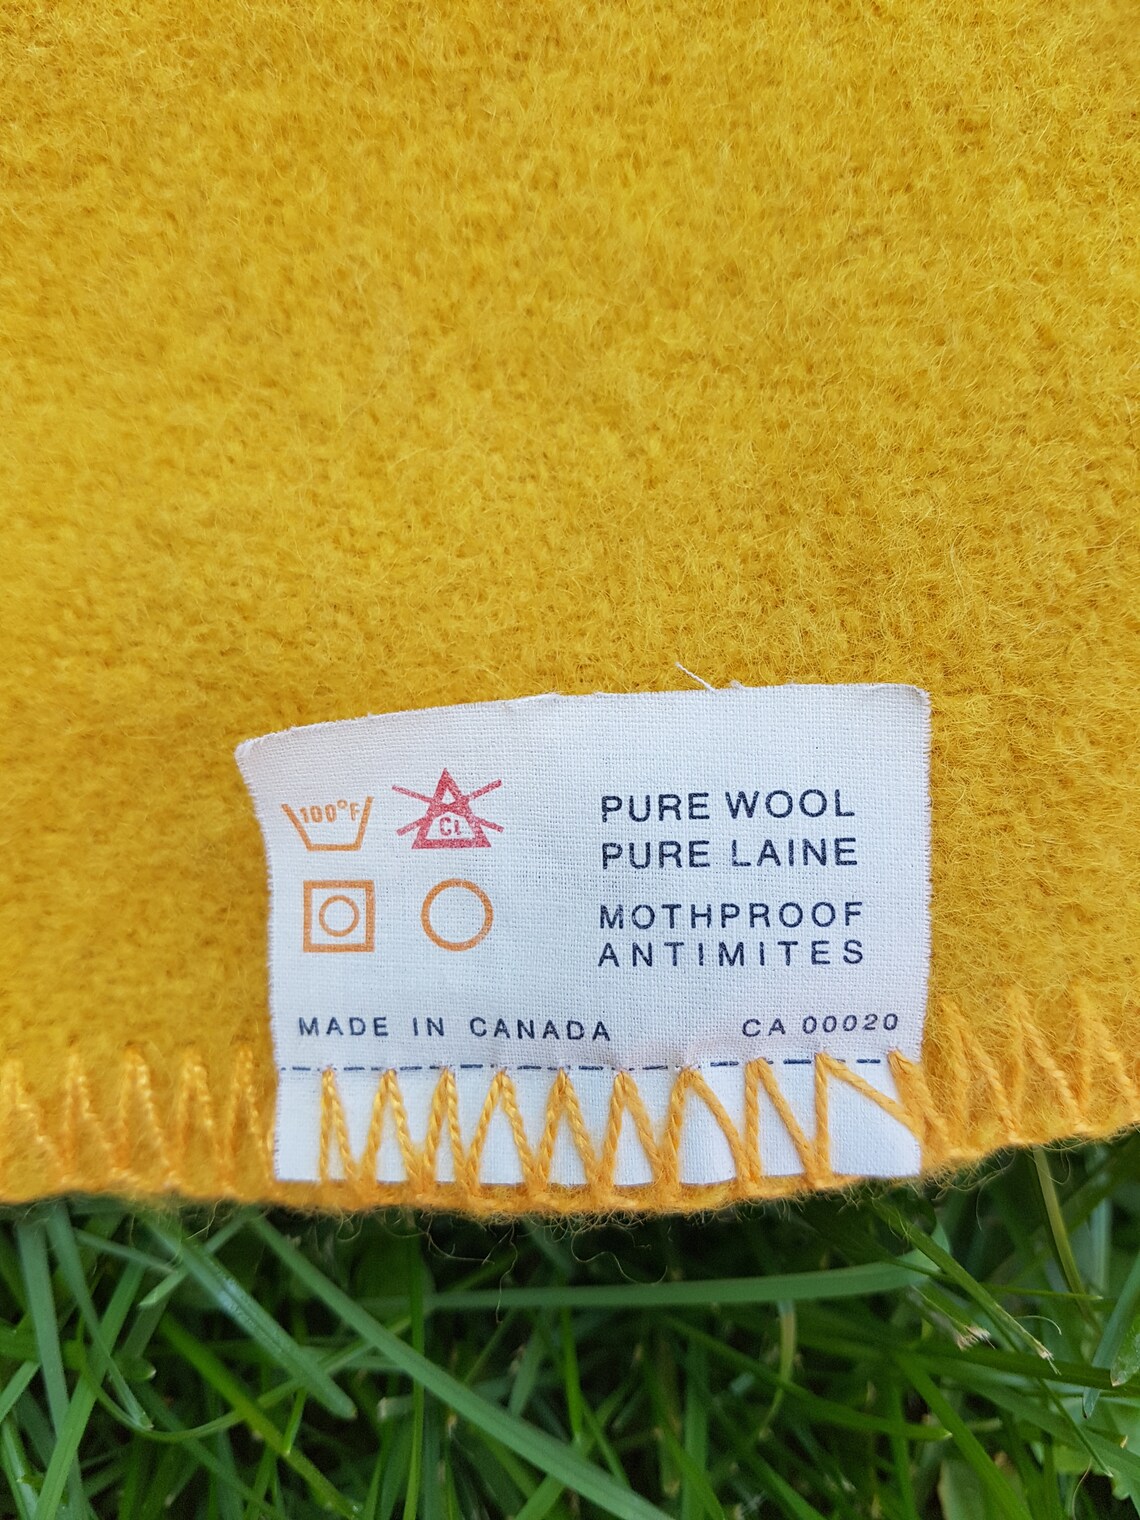 100°F
CL
PURE WOOL
PURE LAINE
MOTHPROOF
ANTIMITES
MADE IN CANADA
CA 00020